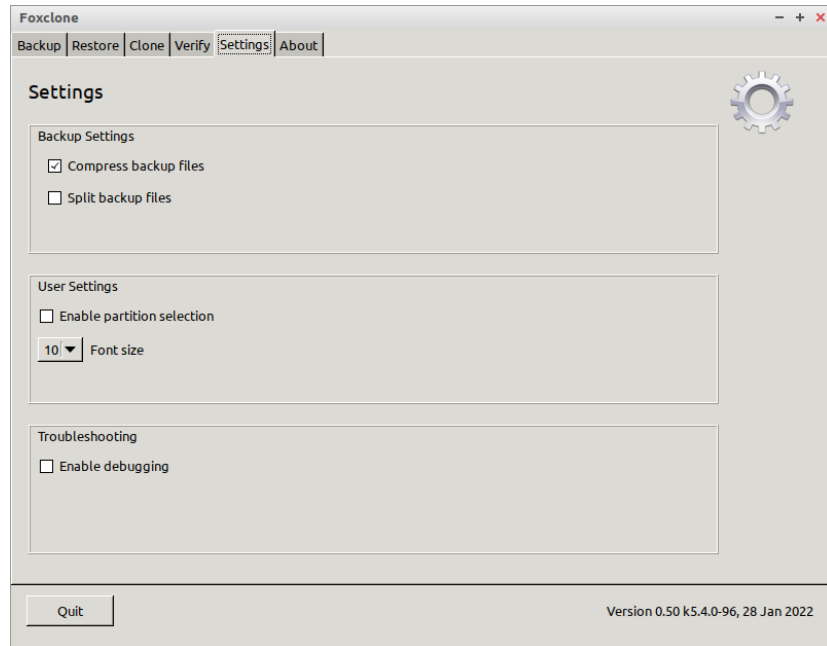 Foxclone
Backup Restore Clone Verify Settings About
Settings
Backup Settings
Compress backup files
Split backup files
User Settings
Enable partition selection
10 Font size
Troubleshooting
Enable debugging
Quit
Version 0.50 k5.4.0-96, 28 Jan 2022